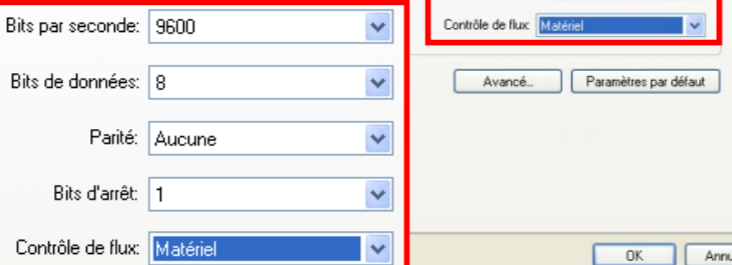 Bits par seconde: 9600
Bits de données: 8
Parité: Aucune
Bits d'arrêt: 1
Contrôle de flux: Matériel
Contrôle de flux: Matériel
Avancé... Paramètres par défaut
OK